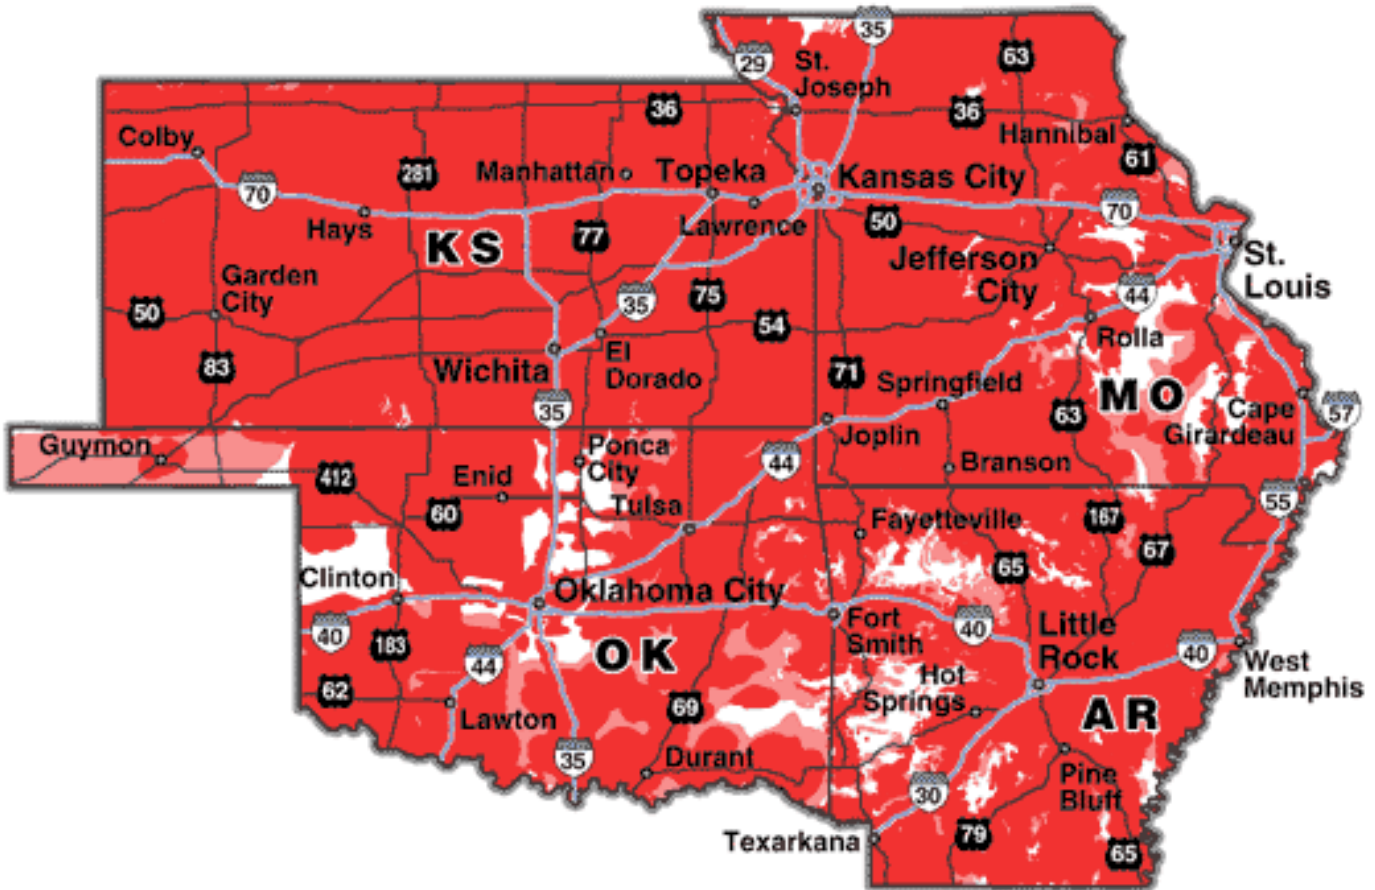 35
29
St.
Joseph
63
36
36
Hannibal
Colby
61
281
Manhattan
Topeka
Kansas City
70
70
Hays
Lawrence
50
77
KS
Jefferson
City
St.
Louis
Garden
City
50
35
75
44
54
Rolla
83
El
Dorado
Wichita
71
Springfield
MO
35
63
Cape
Girardeau
57
Guymon
Ponca
City
Joplin
44
Branson
412
Enid
60
Tulsa
55
Fayetteville
167
67
65
Clinton
Oklahoma City
40
183
Fort
Smith
40
Little
Rock
40
44
OK
West
Memphis
62
Hot
Springs
69
AR
Lawton
35
Durant
Pine
Bluff
30
Texarkana
79
65